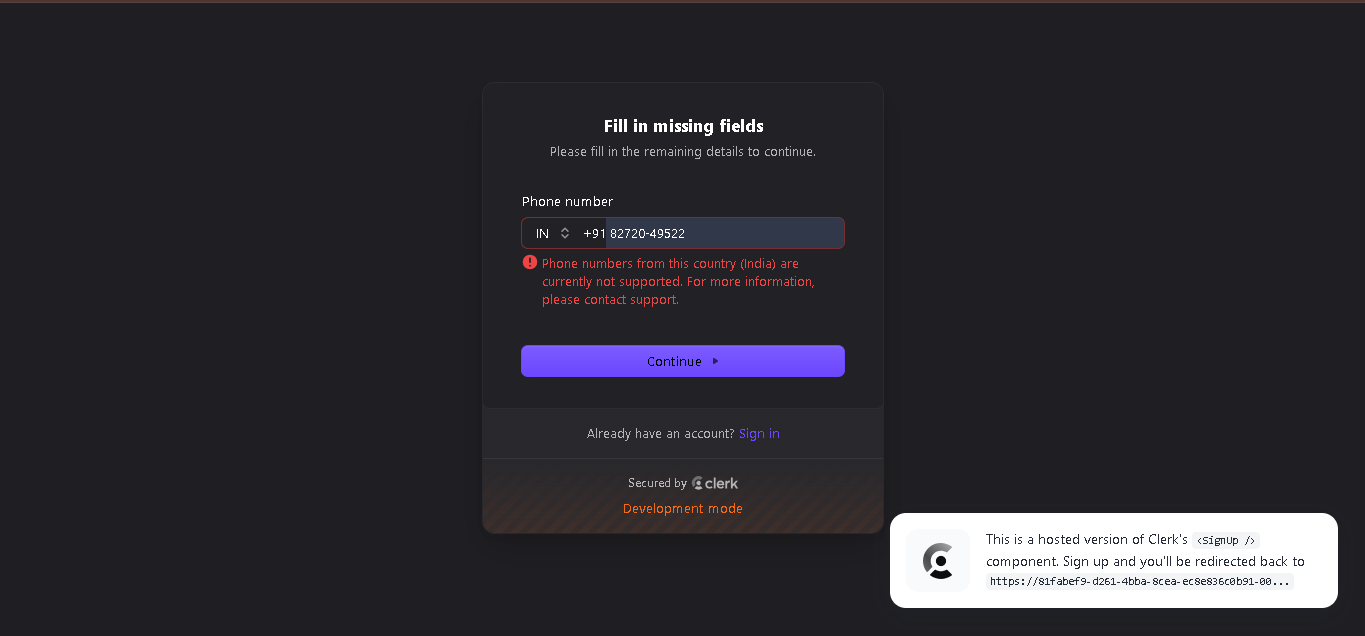 Fill in missing fields
Please fill in the remaining details to continue.
Phone number
IN +91 82720-49522
Phone numbers from this country (India) are
currently not supported. For more information,
please contact support.
Continue
Already have an account? Sign in
Secured by clerk
Development mode
This is a hosted version of Clerk's <SignUp />
component. Sign up and you'll be redirected back to
https://81fabef9-d261-4bba-8cea-ec8e836c0b91-00...